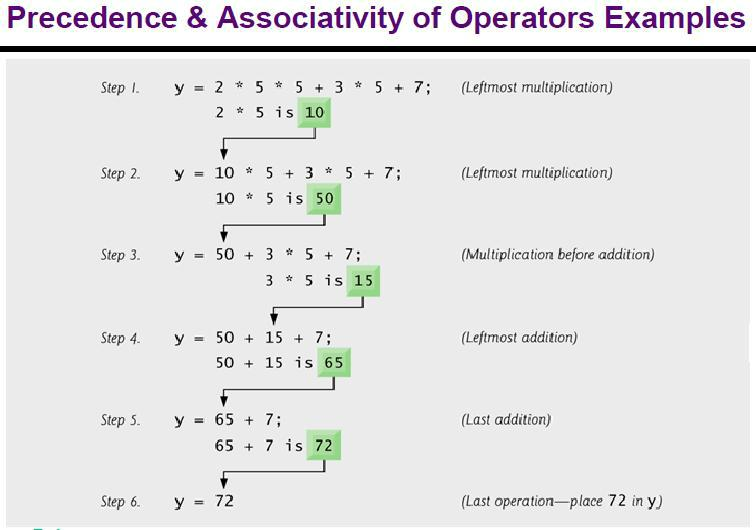 Precedence & Associativity of Operators Examples
Step 1. y = 2 * 5 * 5 + 3 * 5 + 7; (Leftmost multiplication)
2 * 5 is 10
Step 2. y = 10 * 5 + 3 * 5 + 7; (Leftmost multiplication)
10 * 5 is 50
Step 3. y = 50 + 3 * 5 + 7; (Multiplication before addition)
3 * 5 is 15
Step 4. y = 50 + 15 + 7; (Leftmost addition)
50 + 15 is 65
Step 5. y = 65 + 7; (Last addition)
65 + 7 is 72
Step 6. y = 72 (Last operation—place 72 in y)